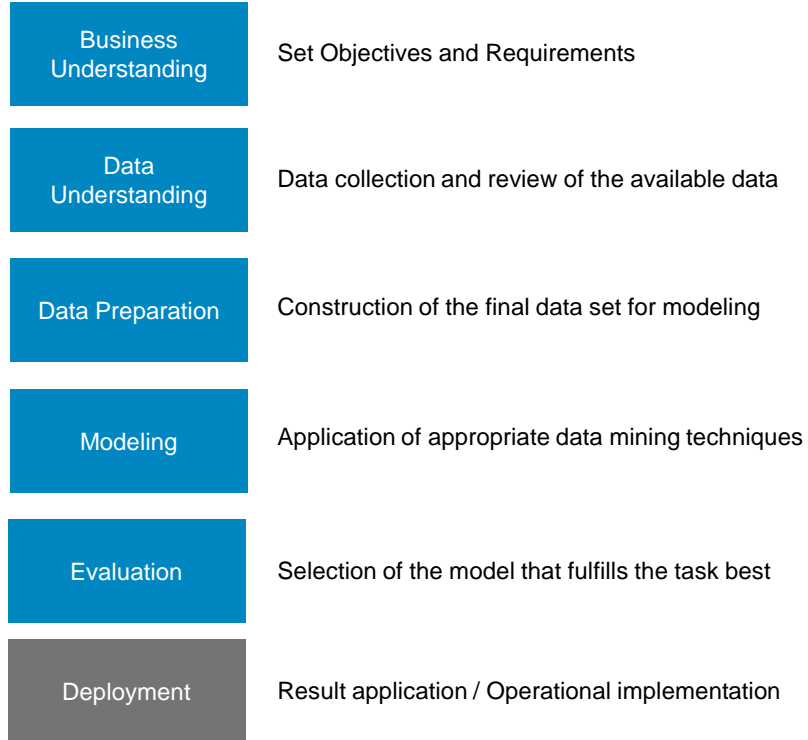 Business
Understanding
Set Objectives and Requirements
Data
Understanding
Data collection and review of the available data
Data Preparation
Construction of the final data set for modeling
Modeling
Application of appropriate data mining techniques
Evaluation
Selection of the model that fulfills the task best
Deployment
Result application / Operational implementation